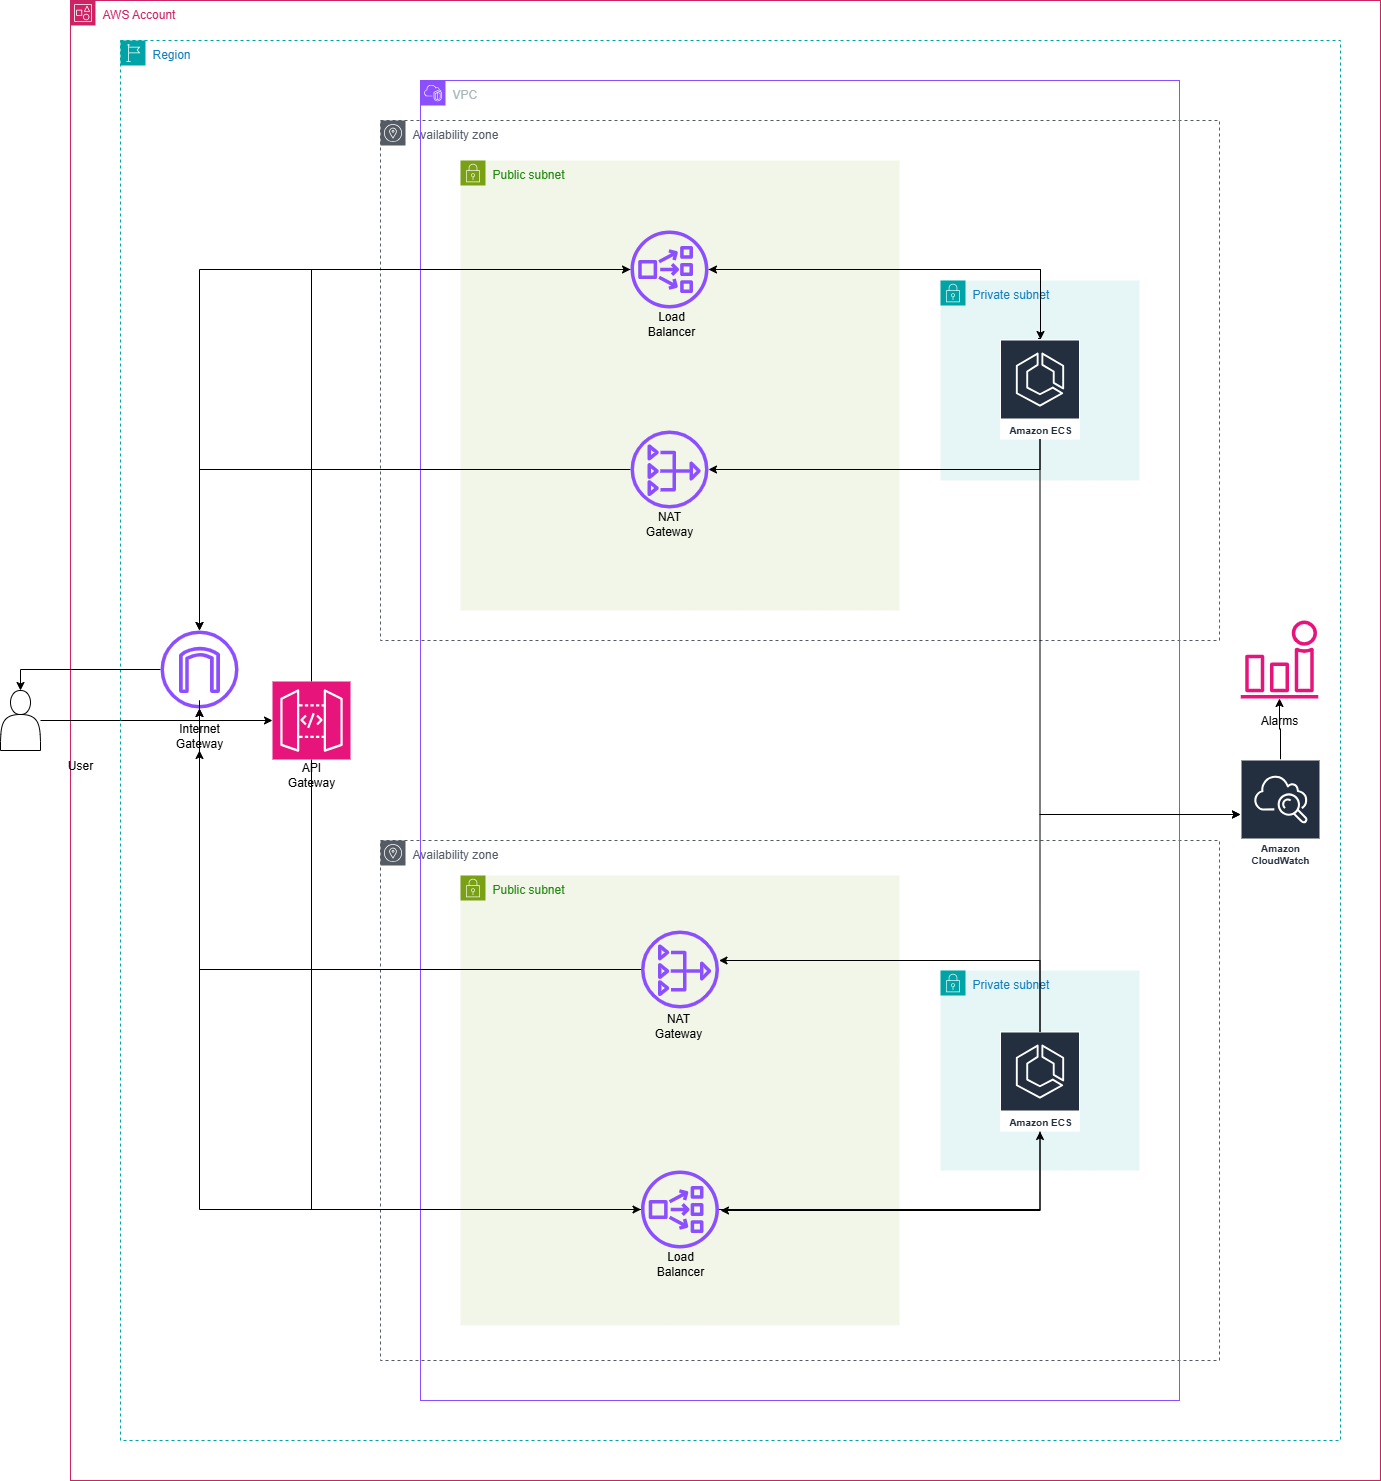 AWS Account
Region
VPC
Availability zone
Public subnet
Load
Balancer
Private subnet
Amazon ECS
NAT
Gateway
Internet
Gateway
</>
API
Gateway
User
Alarms
Amazon
CloudWatch
Availability zone
Public subnet
NAT
Gateway
Private subnet
Amazon ECS
Load
Balancer